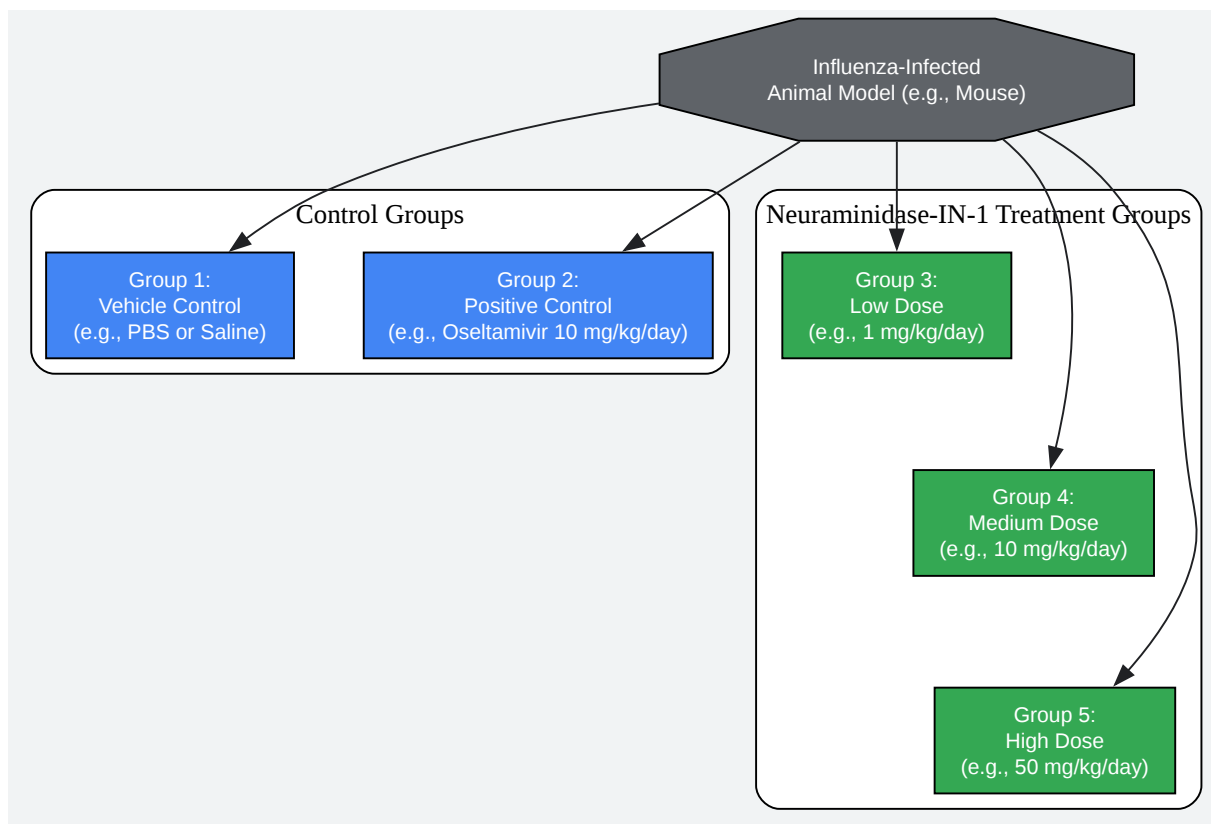 Influenza-Infected
Animal Model (e.g., Mouse)
Control Groups
Group 1:
Vehicle Control
(e.g., PBS or Saline)
Group 2:
Positive Control
(e.g., Oseltamivir 10 mg/kg/day)
Neuraminidase-IN-1 Treatment Groups
Group 3:
Low Dose
(e.g., 1 mg/kg/day)
Group 4:
Medium Dose
(e.g., 10 mg/kg/day)
Group 5:
High Dose
(e.g., 50 mg/kg/day)